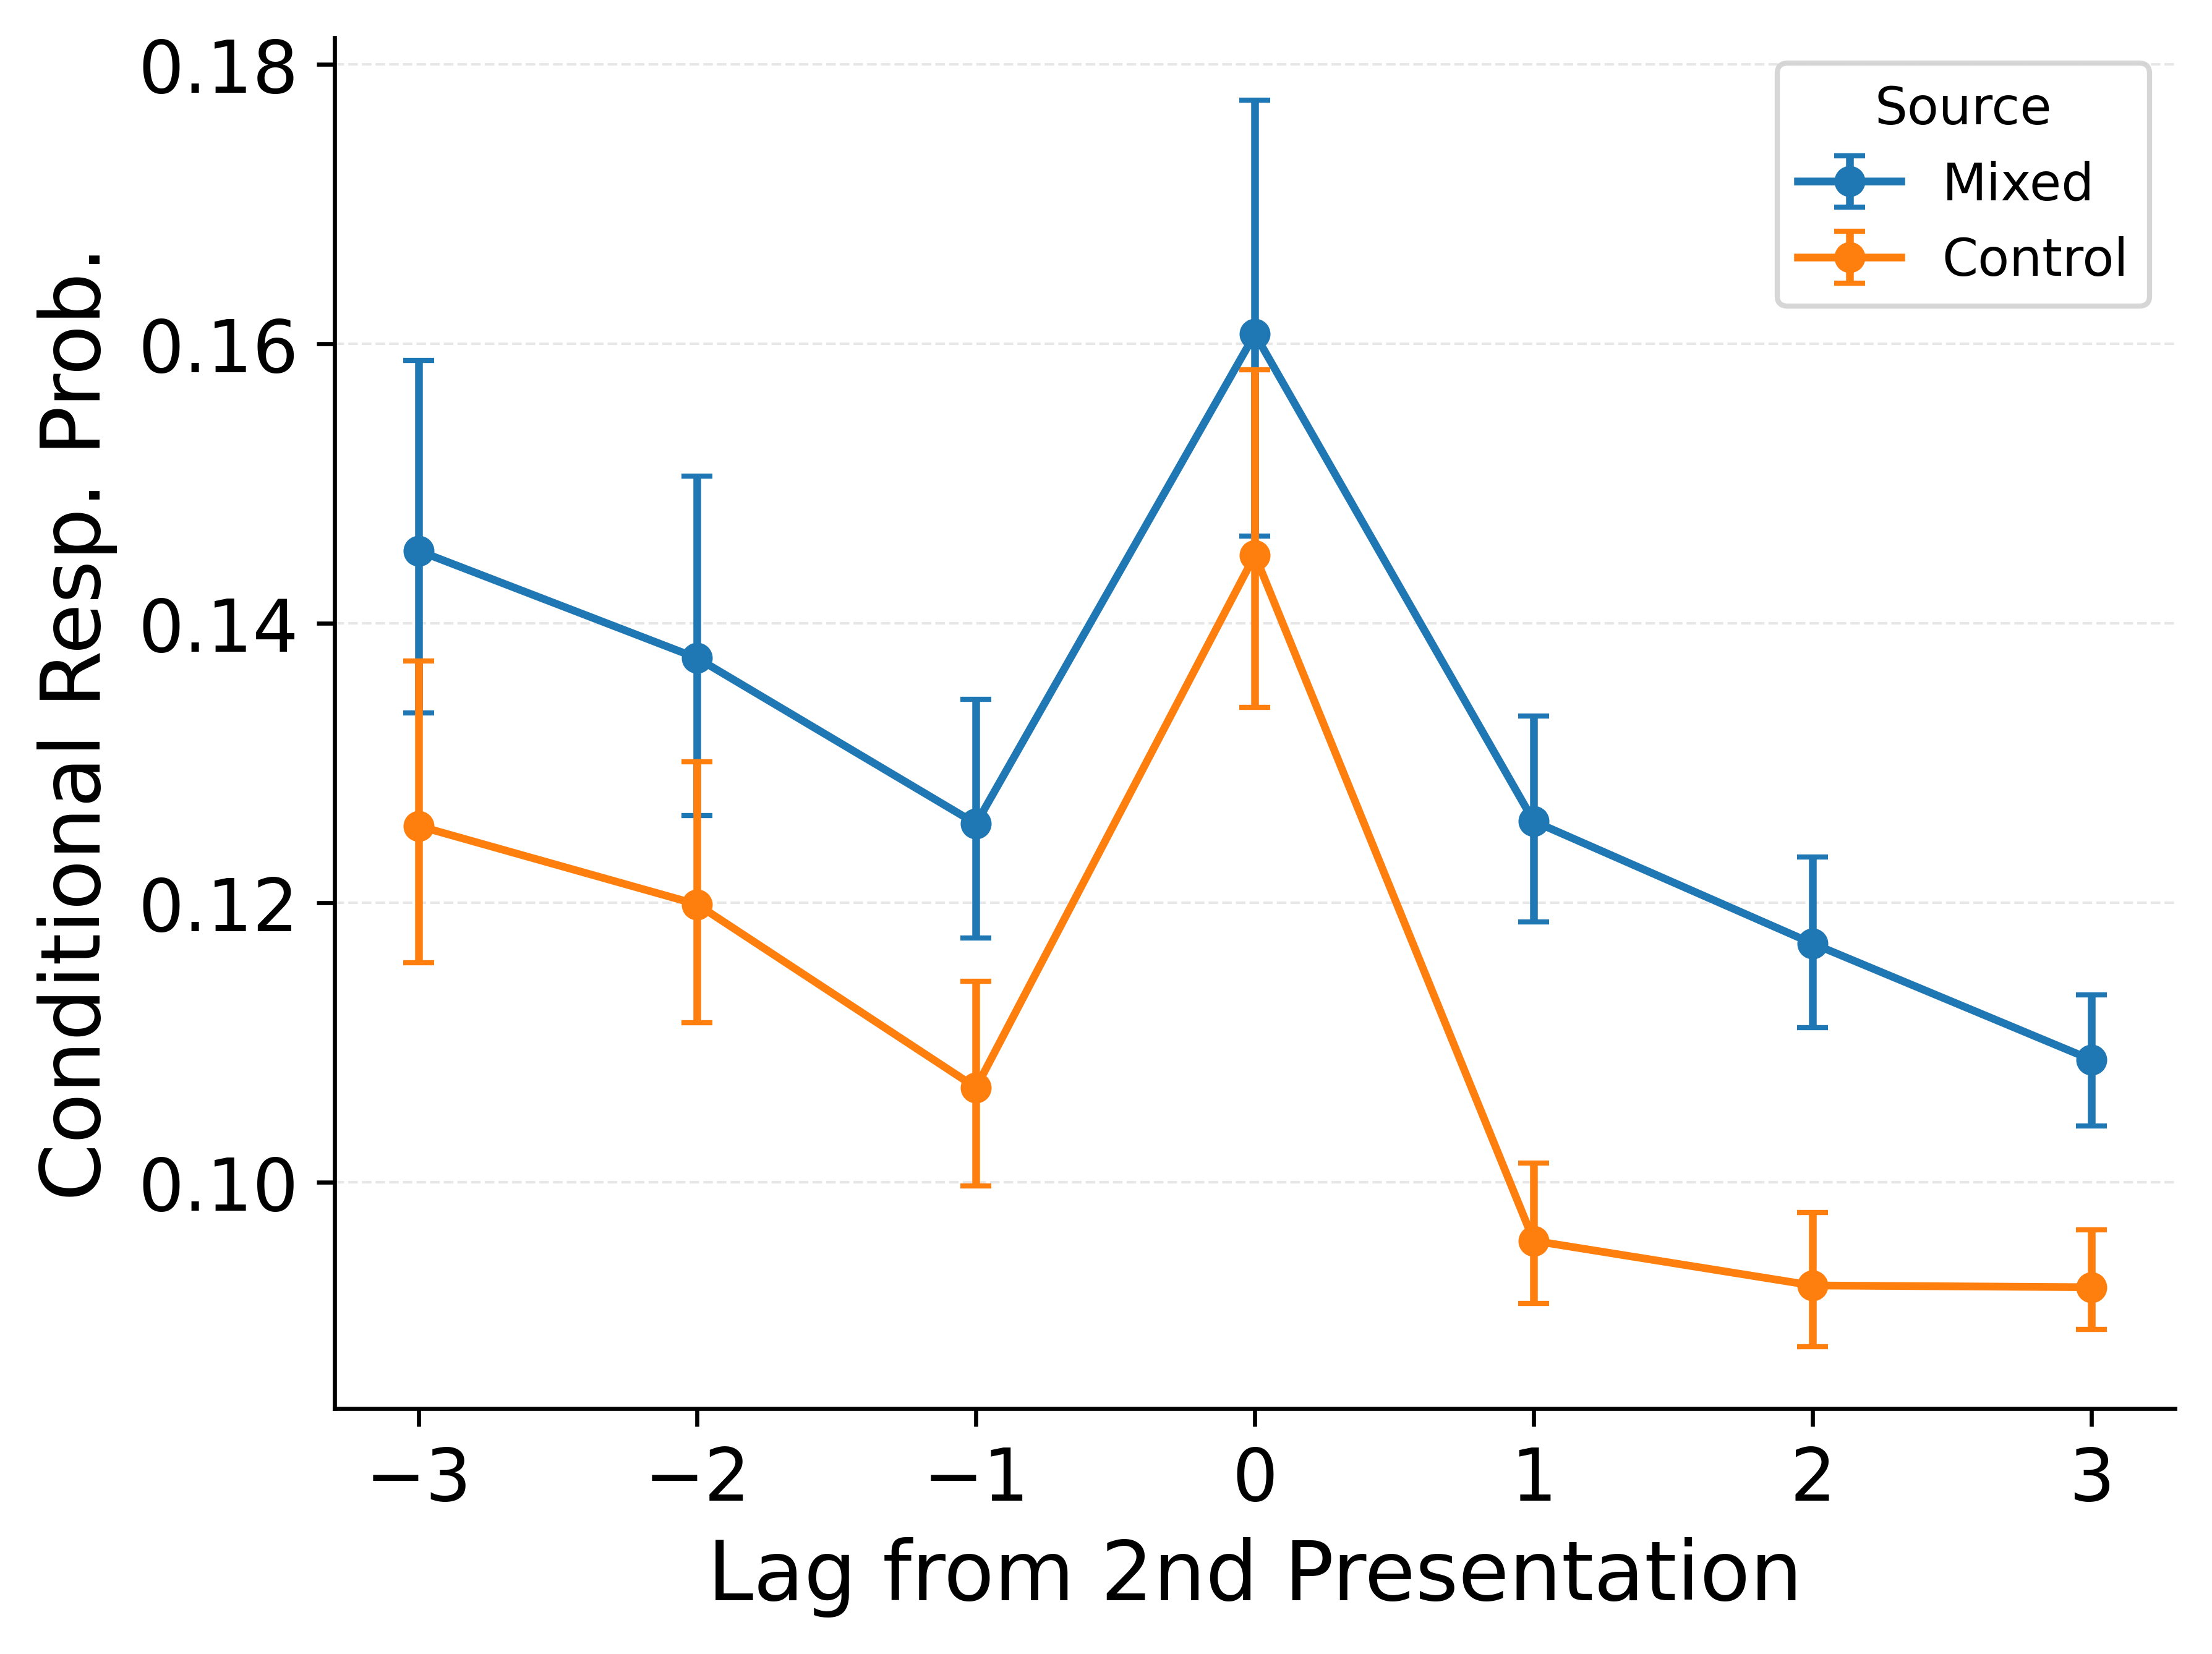 0.18
0.16
0.14
0.12
0.10
Conditional Resp. Prob.
Source
Mixed
Control
−3 −2 −1 0 1 2 3
Lag from 2nd Presentation